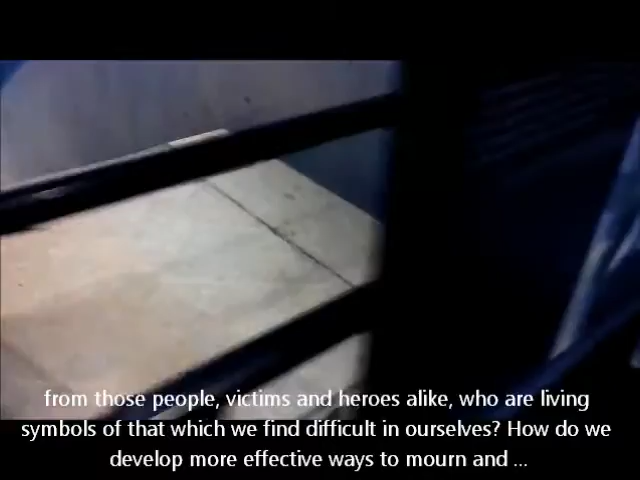 from those people, victims and heroes alike, who are living
symbols of that which we find difficult in ourselves? How do we
develop more effective ways to mourn and ...